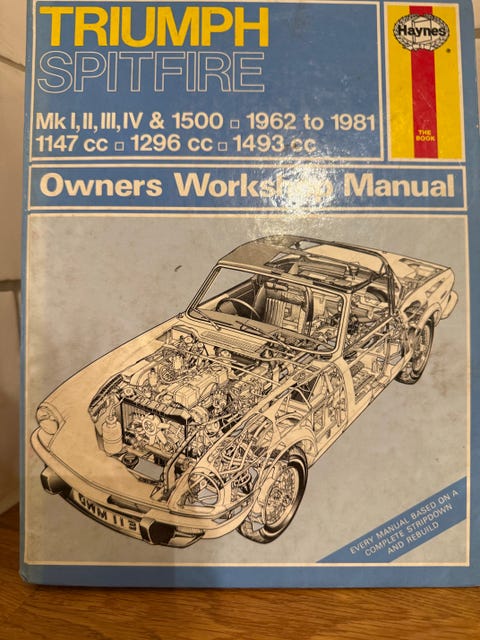 TRIUMPH
SPITFIRE
Haynes
®
Mk I, II, III, IV & 1500 ▫ 1962 to 1981
1147 cc ▫ 1296 cc ▫ 1493 cc
THE
BOOK
Owners Workshop Manual
EVERY MANUAL BASED ON A
COMPLETE STRIPDOWN
AND REBUILD